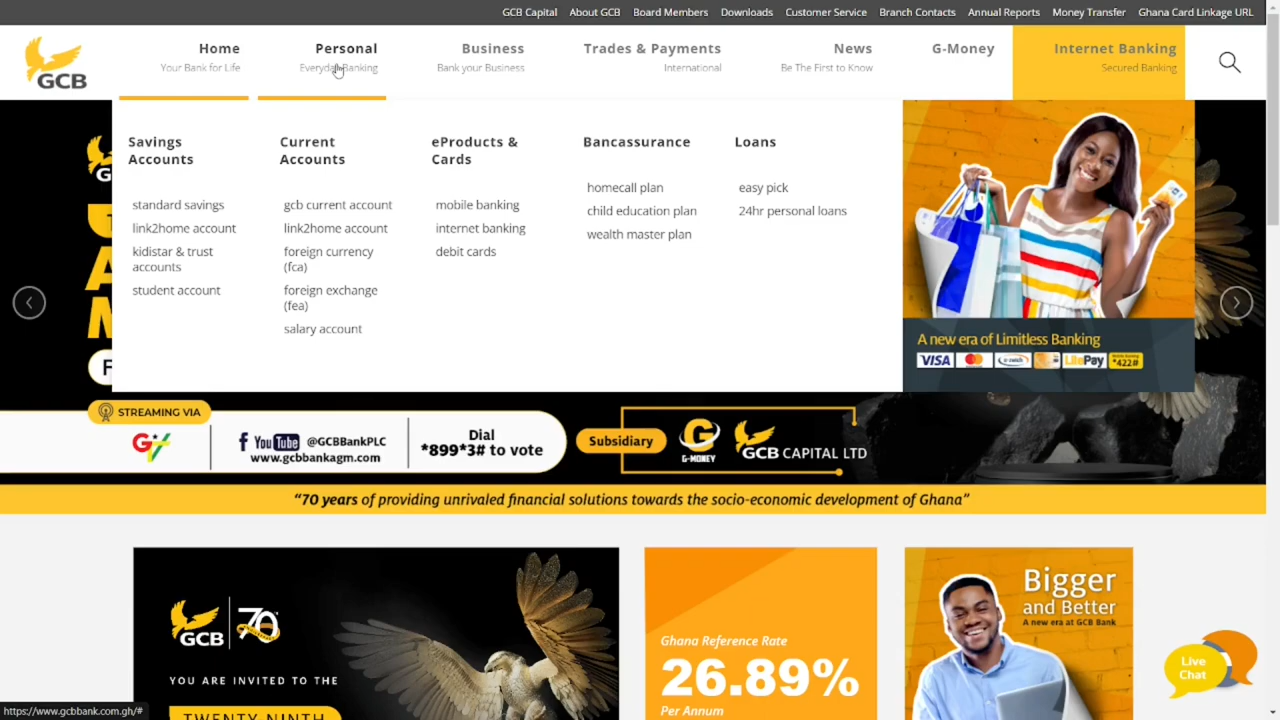 GCB Capital About GCB Board Members Downloads Customer Service Branch Contacts Annual Reports Money Transfer Ghana Card Linkage URL
GCB
Home
Your Bank for Life
Personal
Everyday Banking
Business
Bank your Business
Trades & Payments
International
News
Be The First to Know
G-Money
Internet Banking
Secured Banking
Savings
Accounts
standard savings
link2home account
kidistar & trust
accounts
student account
Current
Accounts
gcb current account
link2home account
foreign currency
(fca)
foreign exchange
(fea)
salary account
eProducts &
Cards
mobile banking
internet banking
debit cards
Bancassurance
homecall plan
child education plan
wealth master plan
Loans
easy pick
24hr personal loans
A new era of Limitless Banking
VISA
*422#
F
STREAMING VIA
YouTube @GCBBankPLC
www.gcbbankagm.com
Dial
*899*3# to vote
Subsidiary
G-MONEY
GCB CAPITAL LTD
“70 years of providing unrivaled financial solutions towards the socio-economic development of Ghana”
GCB 70
YOU ARE INVITED TO THE
TWENTY NINTH
Ghana Reference Rate
26.89%
Per Annum
Bigger
and Better
A new era at GCB Bank
Live
Chat
https://www.gcbbank.com.gh/#